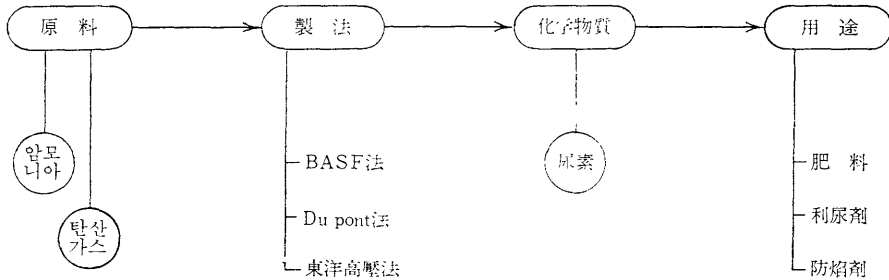 原料
製法
化学物質
用途
암모
니아
탄산
가스
BASF法
Du pont法
東洋高壓法
尿素
肥料
利尿剤
防焰剤